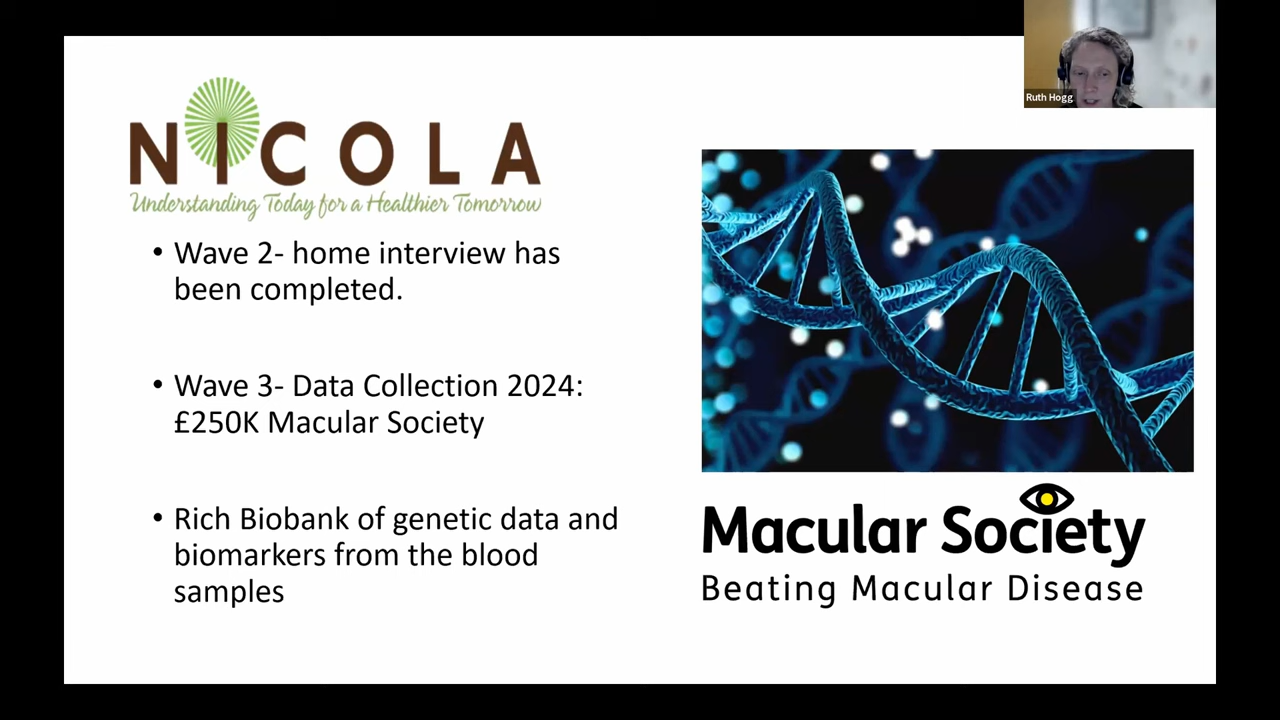 Ruth Hogg
NICOLA
Understanding Today for a Healthier Tomorrow
• Wave 2- home interview has
been completed.
• Wave 3- Data Collection 2024:
£250K Macular Society
• Rich Biobank of genetic data and
biomarkers from the blood
samples
Macular Society
Beating Macular Disease